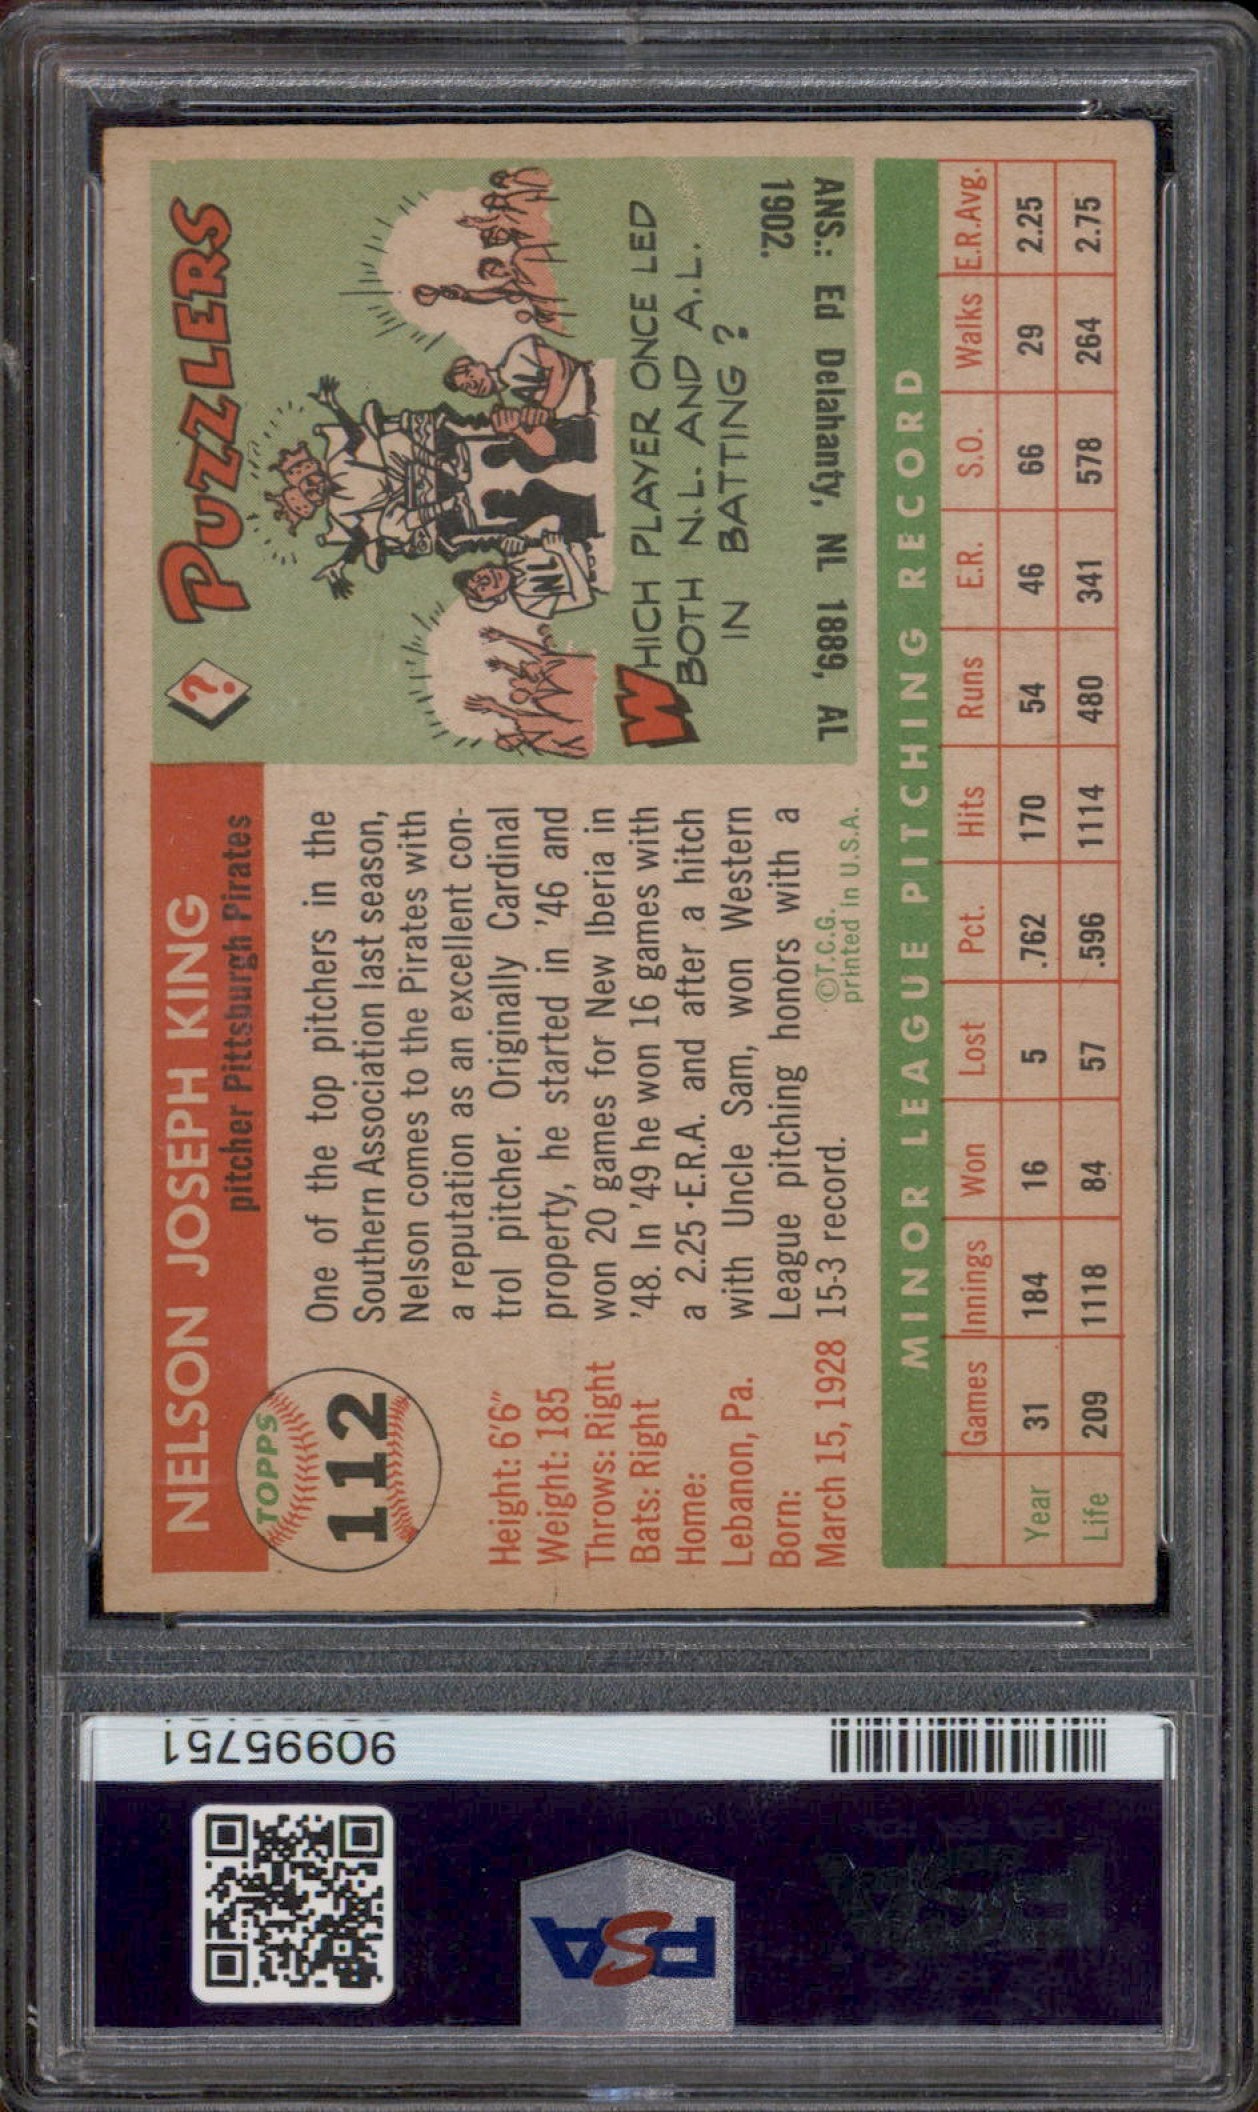 NELSON JOSEPH KING
pitcher Pittsburgh Pirates
TOPPS
112
Height: 6'6"
Weight: 185
Throws: Right
Bats: Right
Home:
Lebanon, Pa.
Born:
March 15, 1928
One of the top pitchers in the
Southern Association last season,
Nelson comes to the Pirates with
a reputation as an excellent con-
trol pitcher. Originally Cardinal
property, he started in '46 and
won 20 games for New Iberia in
'48. In '49 he won 16 games with
a 2.25 E.R.A. and after a hitch
with Uncle Sam, won Western
League pitching honors with a
15-3 record.
©T.C.G.
printed in U.S.A.
? PUZZLERS
NL
AL
WHICH PLAYER ONCE LED
BOTH N.L. AND A.L.
IN BATTING?
ANS.: Ed Delahanty, NL 1889, AL
1902.
MINOR LEAGUE PITCHING RECORD
Games Innings Won Lost Pct. Hits Runs E.R. S.O. Walks E.R.Avg.
Year 31 184 16 5 .762 170 54 46 66 29 2.25
Life 209 1118 84 57 .596 1114 480 341 578 264 2.75
90995751
PSA